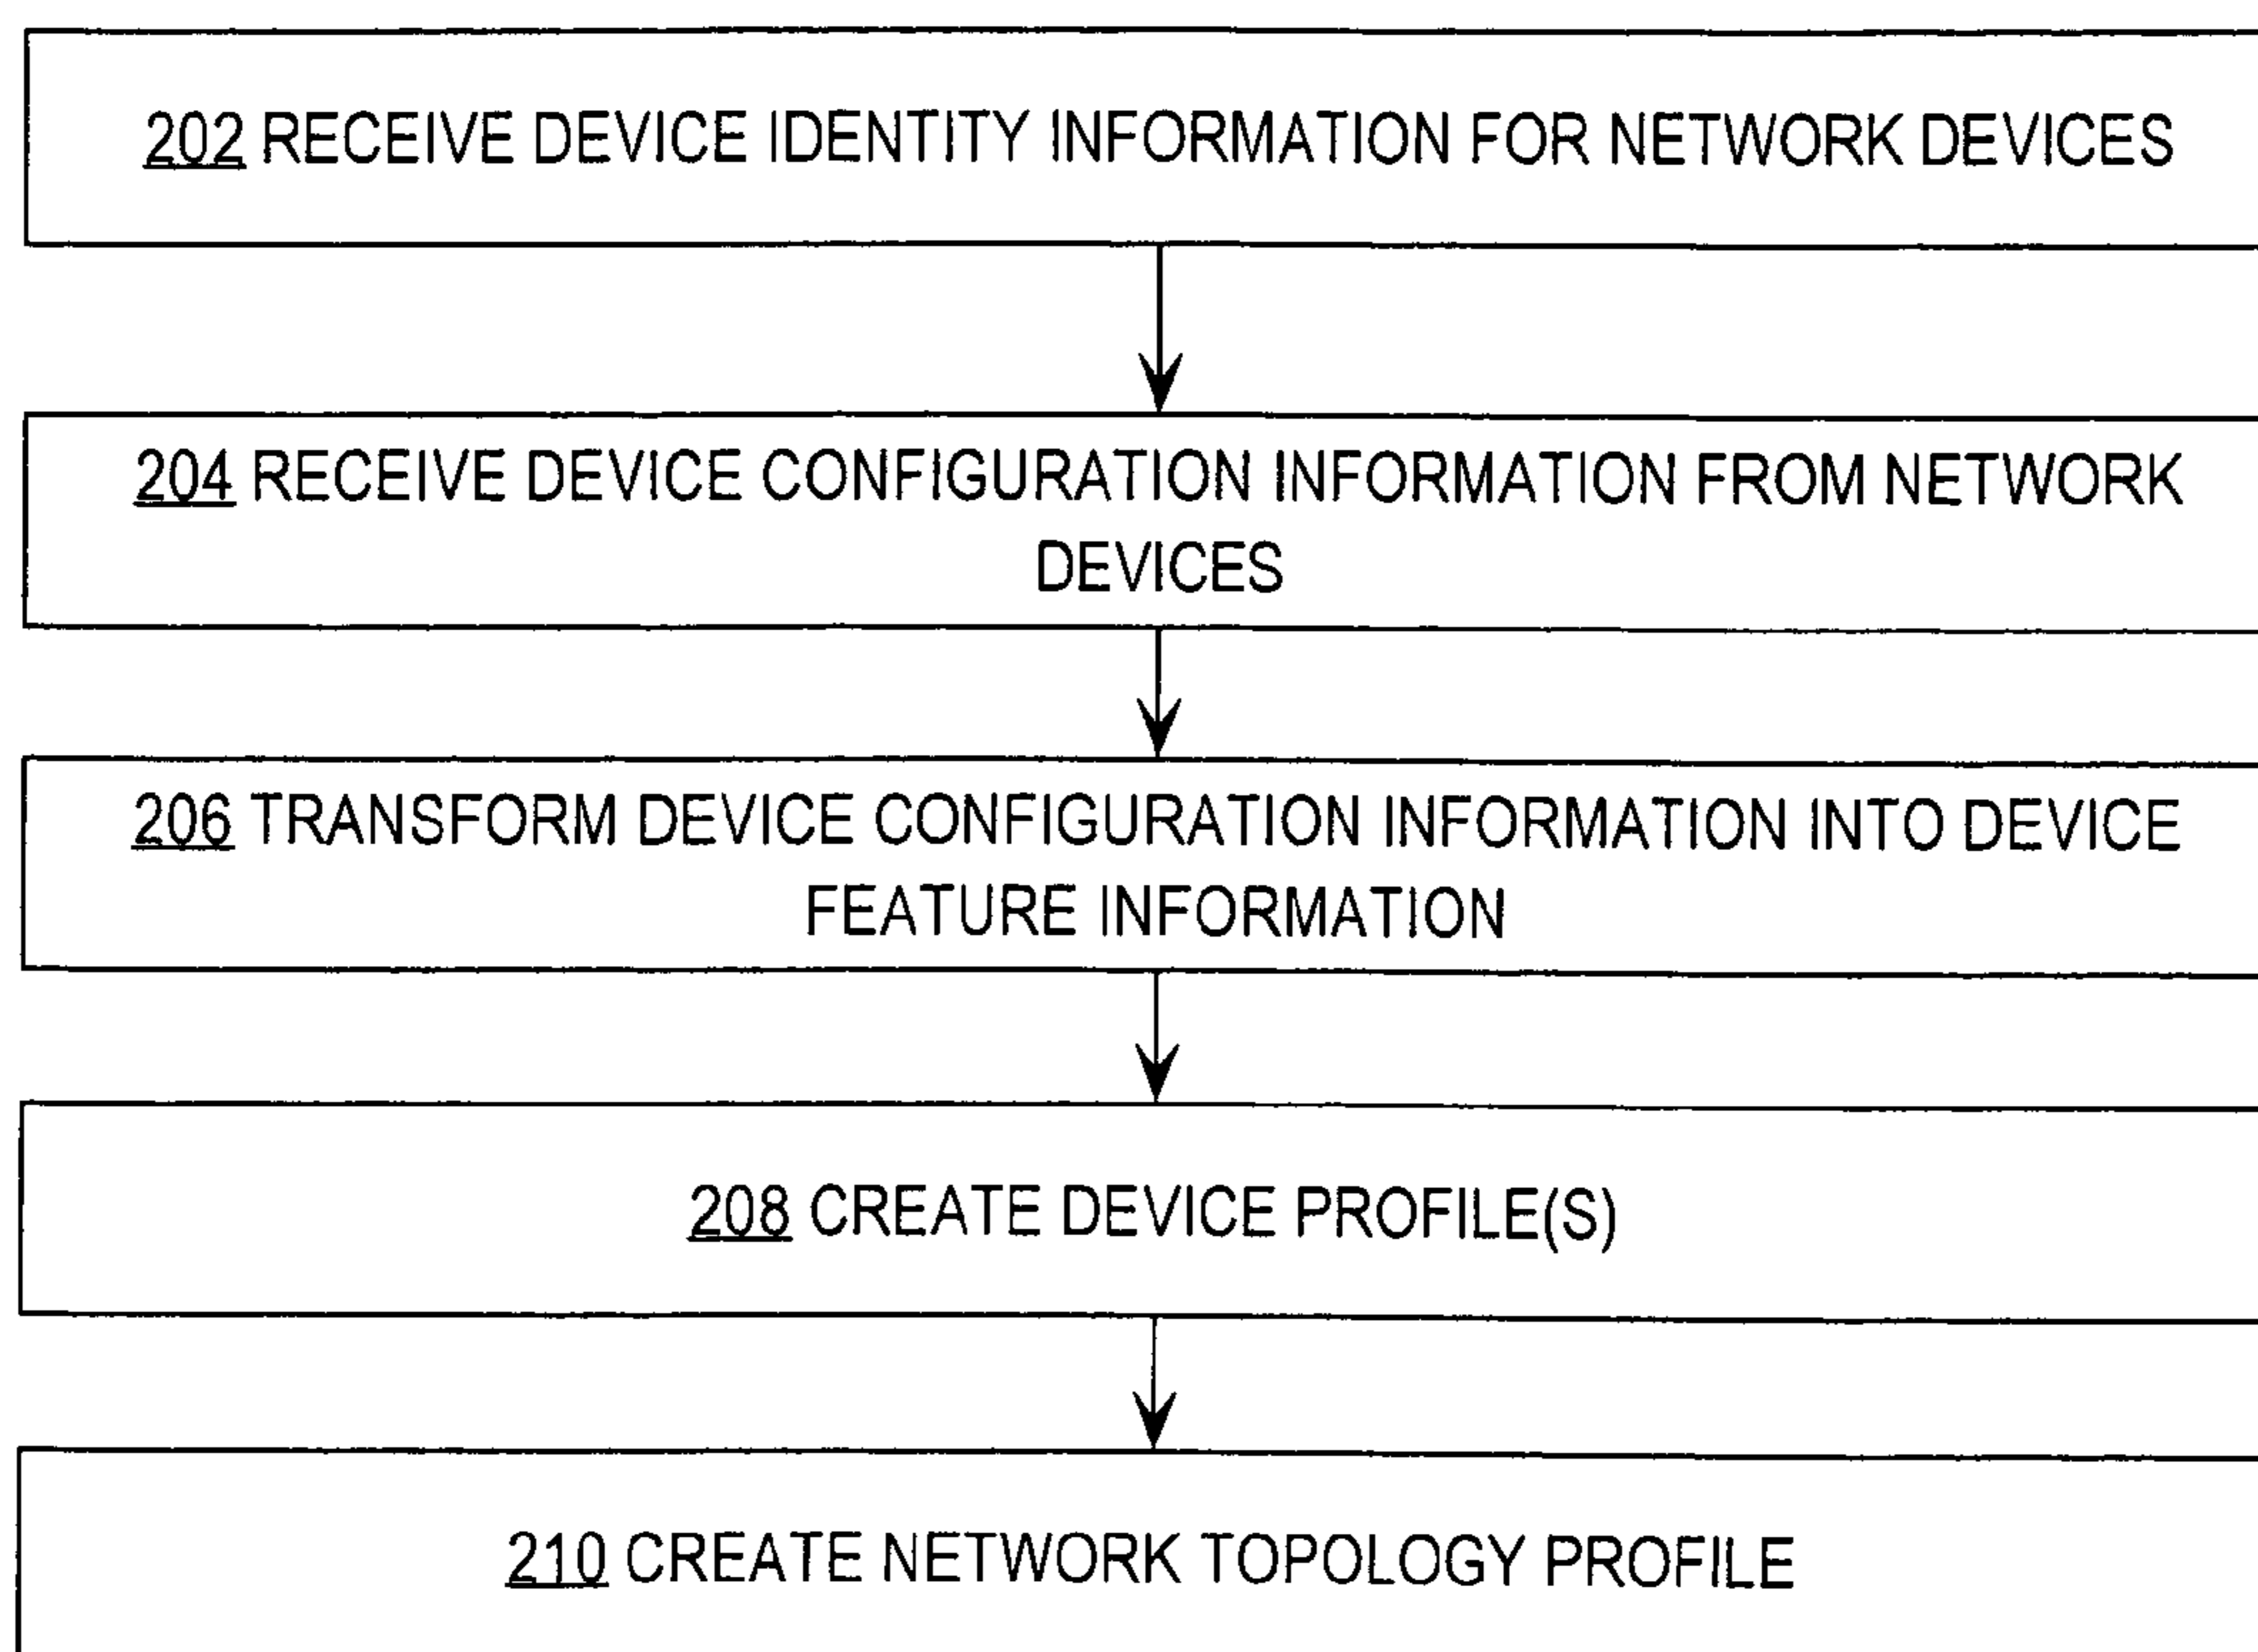 202 RECEIVE DEVICE IDENTITY INFORMATION FOR NETWORK DEVICES
204 RECEIVE DEVICE CONFIGURATION INFORMATION FROM NETWORK
DEVICES
206 TRANSFORM DEVICE CONFIGURATION INFORMATION INTO DEVICE
FEATURE INFORMATION
208 CREATE DEVICE PROFILE(S)
210 CREATE NETWORK TOPOLOGY PROFILE